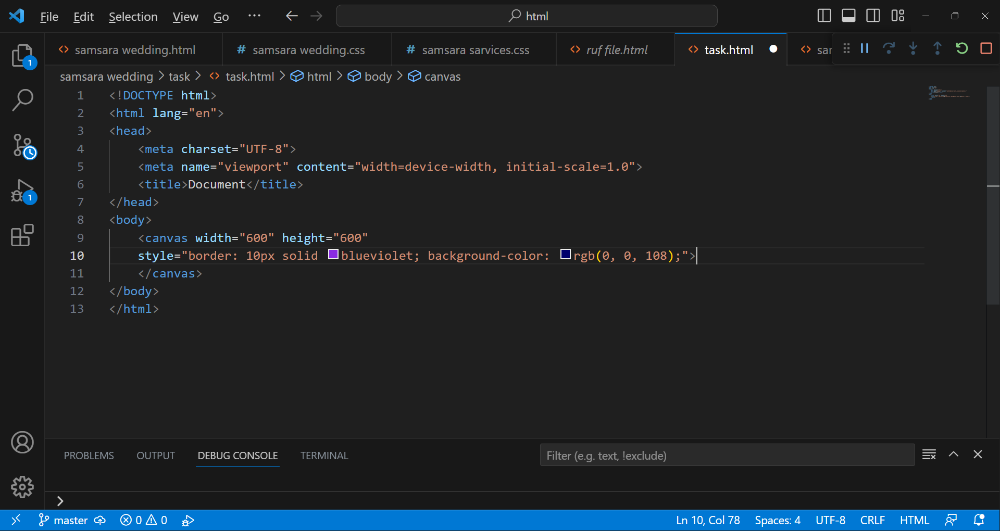 File Edit Selection View Go ··· html
samsara wedding.html # samsara wedding.css # samsara sarvices.css ruf file.html task.html sar
samsara wedding > task > task.html > html > body > canvas
1 <!DOCTYPE html>
2 <html lang="en">
3 <head>
4 <meta charset="UTF-8">
5 <meta name="viewport" content="width=device-width, initial-scale=1.0">
6 <title>Document</title>
7 </head>
8 <body>
9 <canvas width="600" height="600"
10 style="border: 10px solid blueviolet; background-color: rgb(0, 0, 108);">
11 </canvas>
12 </body>
13 </html>
1
1
PROBLEMS OUTPUT DEBUG CONSOLE TERMINAL Filter (e.g. text, !exclude)
>
master 0 0 Ln 10, Col 78 Spaces: 4 UTF-8 CRLF HTML